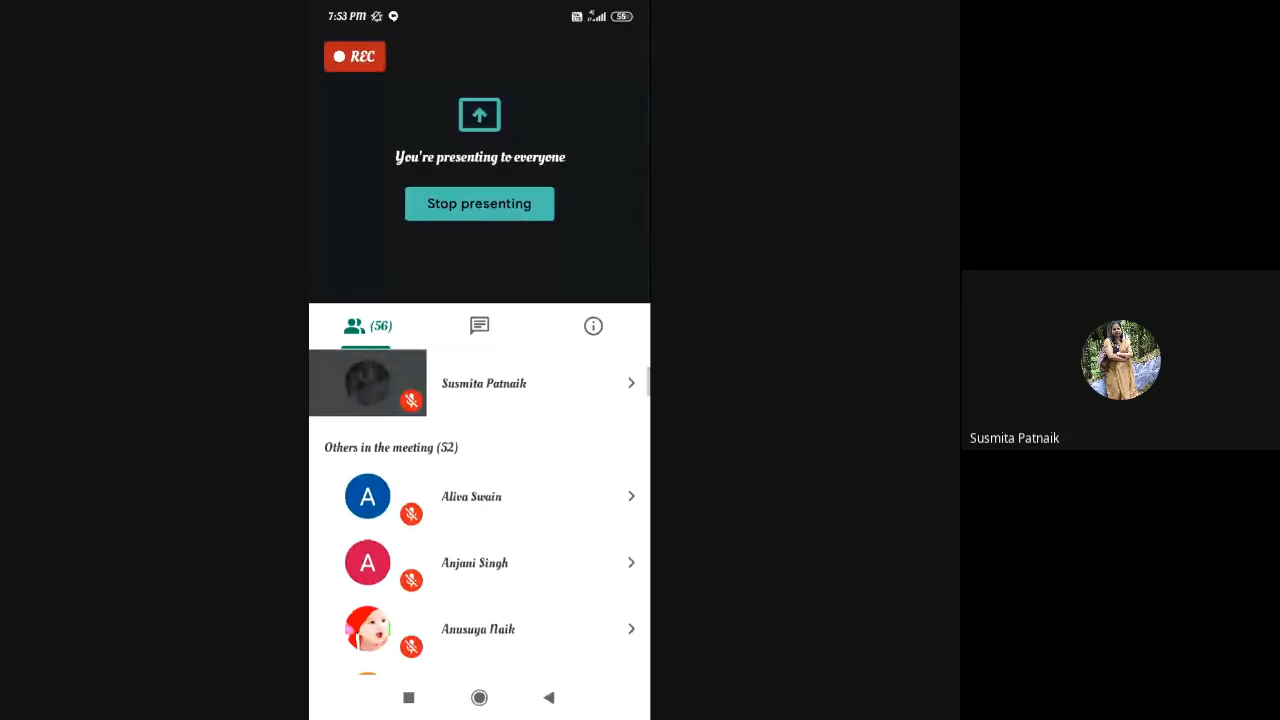 7:53 PM
55
REC
You're presenting to everyone
Stop presenting
(56)
Susmita Patnaik
Others in the meeting (52)
A
Aliva Swain
A
Anjani Singh
Anusuya Naik
Susmita Patnaik